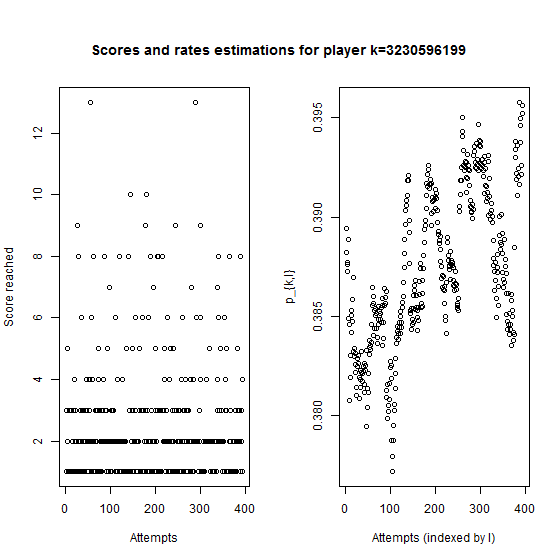 Scores and rates estimations for player k=3230596199
Score reached
2 4 6 8 10 12
0 100 200 300 400
Attempts
p_{k,l}
0.380 0.385 0.390 0.395
0 100 200 300 400
Attempts (indexed by l)